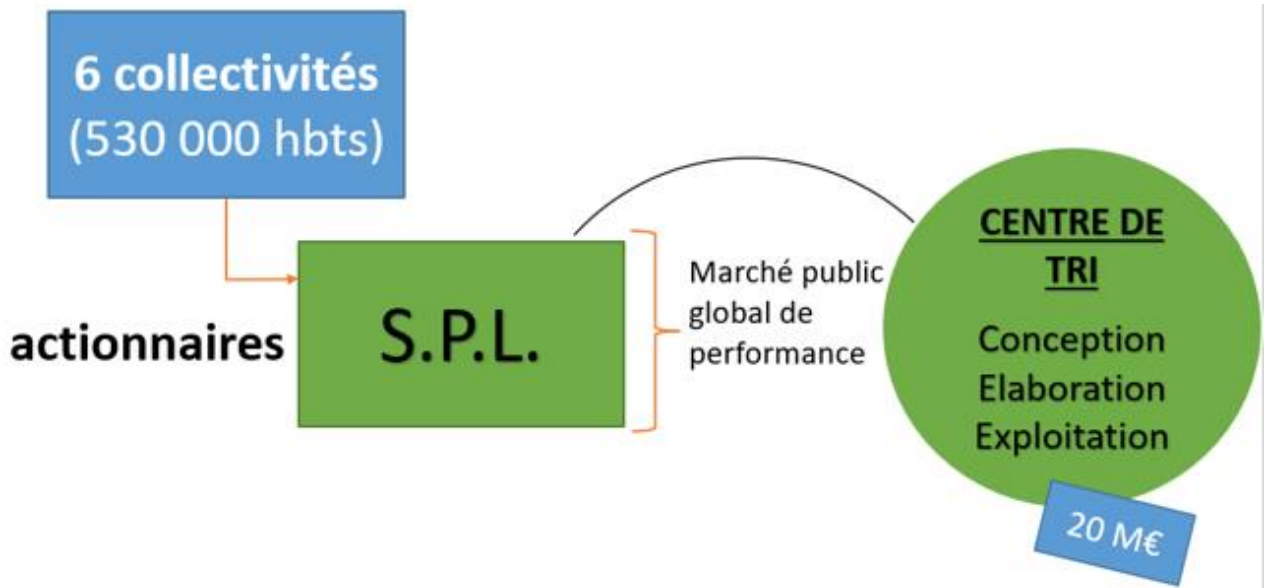 6 collectivités
(530 000 hbts)
actionnaires
S.P.L.
Marché public
global de
performance
CENTRE DE
TRI
Conception
Elaboration
Exploitation
20 M€